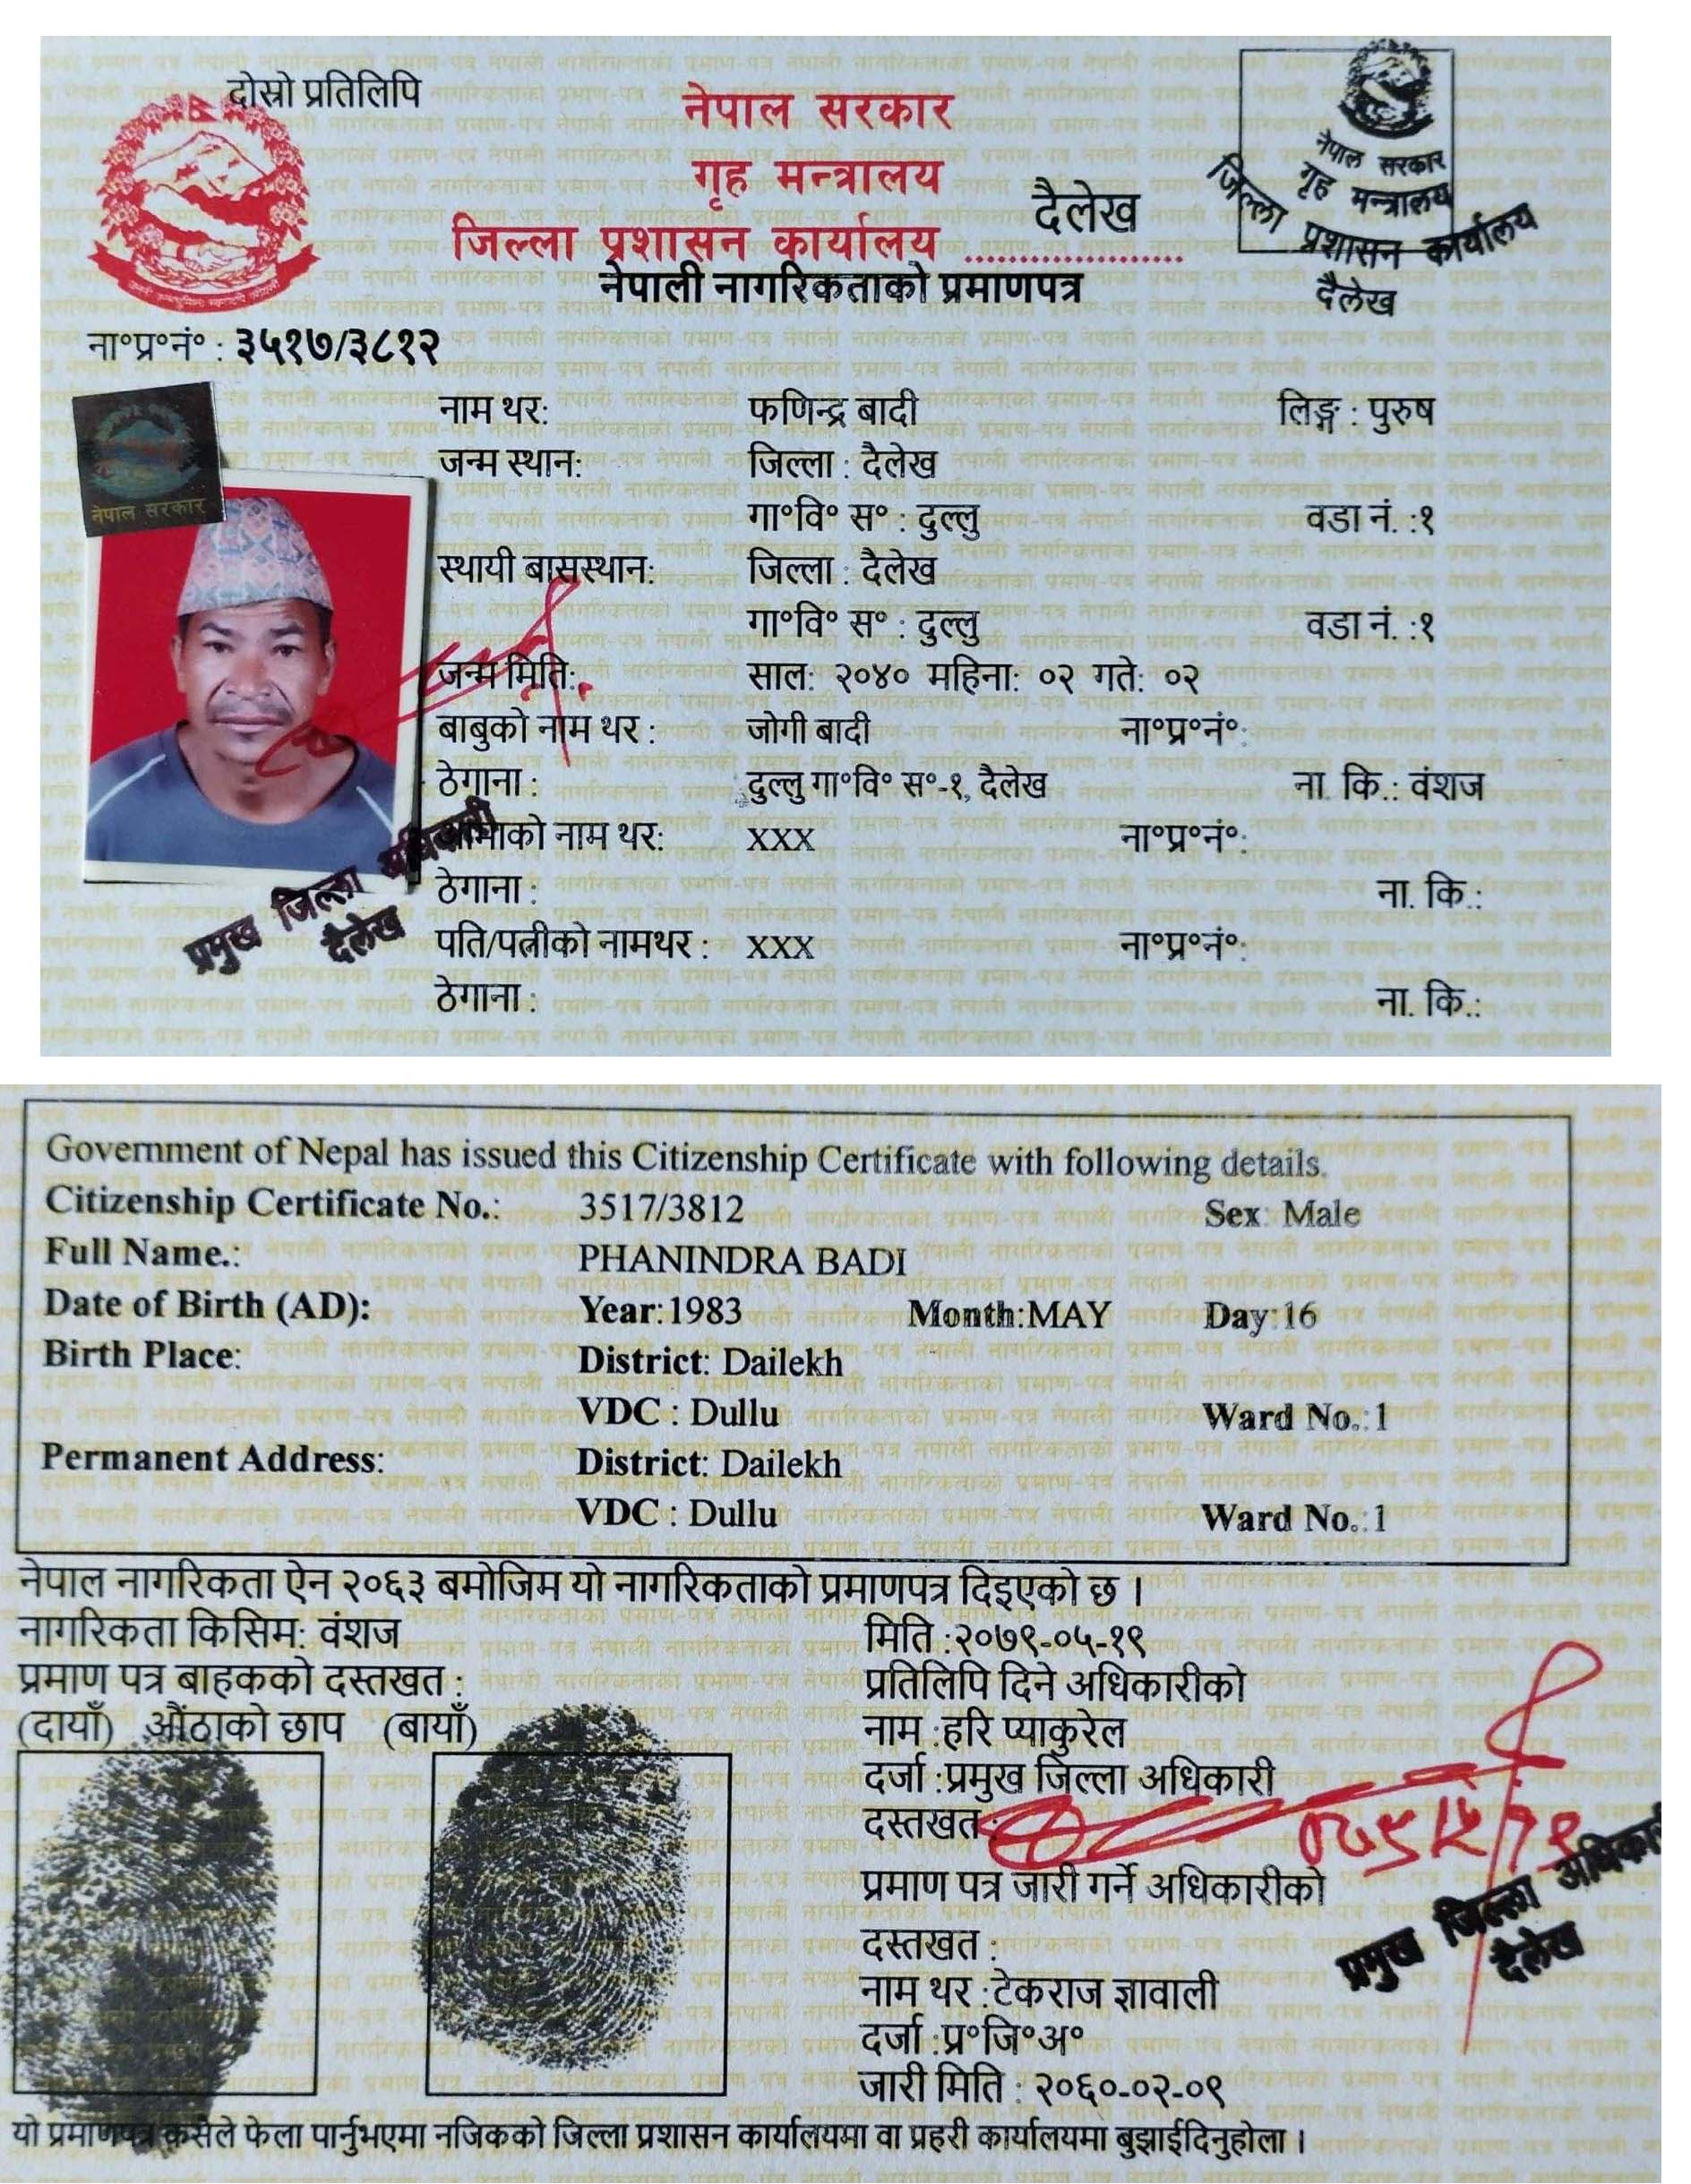 दोस्रो प्रतिलिपि
नेपाल सरकार
गृह मन्त्रालय
जिल्ला प्रशासन कार्यालय ..................... दैलेख
नेपाली नागरिकताको प्रमाणपत्र
नेपाल सरकार
गृह मन्त्रालय
जिल्ला प्रशासन कार्यालय
दैलेख
ना॰प्र॰नं॰ : ३५१७/३८१२
नेपाल सरकार
नाम थर: फणिन्द्र बादी लिङ्ग : पुरुष
जन्म स्थान: जिल्ला : दैलेख
गा॰वि॰ स॰ : दुल्लु वडा नं. :१
स्थायी बासस्थान: जिल्ला : दैलेख
गा॰वि॰ स॰ : दुल्लु वडा नं. :१
जन्म मिति: साल: २०४० महिना: ०२ गते: ०२
बाबुको नाम थर : जोगी बादी ना॰प्र॰नं॰:
ठेगाना : दुल्लु गा॰वि॰ स॰-१, दैलेख ना. कि.: वंशज
आमाको नाम थर: XXX ना॰प्र॰नं॰:
ठेगाना : ना. कि.:
पति/पत्नीको नामथर : XXX ना॰प्र॰नं॰:
ठेगाना : ना. कि.:
प्रमुख जिल्ला अधिकारी
दैलेख
Government of Nepal has issued this Citizenship Certificate with following details.
Citizenship Certificate No.: 3517/3812 Sex: Male
Full Name.: PHANINDRA BADI
Date of Birth (AD): Year:1983 Month:MAY Day:16
Birth Place: District: Dailekh
VDC : Dullu Ward No.:1
Permanent Address: District: Dailekh
VDC : Dullu Ward No.:1
नेपाल नागरिकता ऐन २०६३ बमोजिम यो नागरिकताको प्रमाणपत्र दिइएको छ ।
नागरिकता किसिम: वंशज
प्रमाण पत्र बाहकको दस्तखत :
(दायाँ) औंठाको छाप (बायाँ)
मिति :२०७९-०५-१९
प्रतिलिपि दिने अधिकारीको
नाम :हरि प्याकुरेल
दर्जा :प्रमुख जिल्ला अधिकारी
दस्तखत:
प्रमाण पत्र जारी गर्ने अधिकारीको
दस्तखत :
नाम थर :टेकराज ज्ञावाली
दर्जा :प्र॰जि॰अ॰
जारी मिति : २०६०-०२-०९
प्रमुख जिल्ला अधिकारी
दैलेख
यो प्रमाणपत्र कसैले फेला पार्नुभएमा नजिकको जिल्ला प्रशासन कार्यालयमा वा प्रहरी कार्यालयमा बुझाईदिनुहोला ।